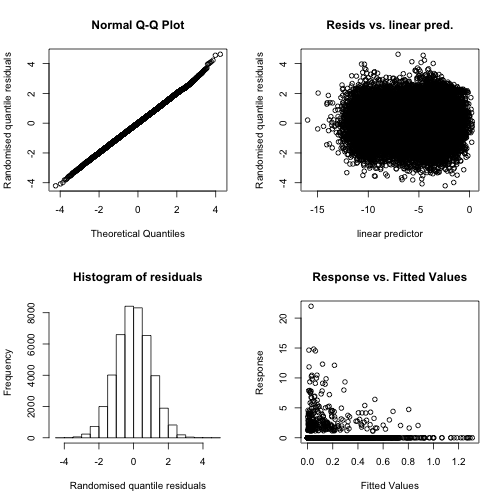 Normal Q-Q Plot
Randomised quantile residuals
4
2
0
-2
-4
-4 -2 0 2 4
Theoretical Quantiles
Resids vs. linear pred.
Randomised quantile residuals
4
2
0
-2
-4
-15 -10 -5 0
linear predictor
Histogram of residuals
Frequency
8000
6000
4000
2000
0
-4 -2 0 2 4
Randomised quantile residuals
Response vs. Fitted Values
Response
20
15
10
5
0
0.0 0.2 0.4 0.6 0.8 1.2
Fitted Values